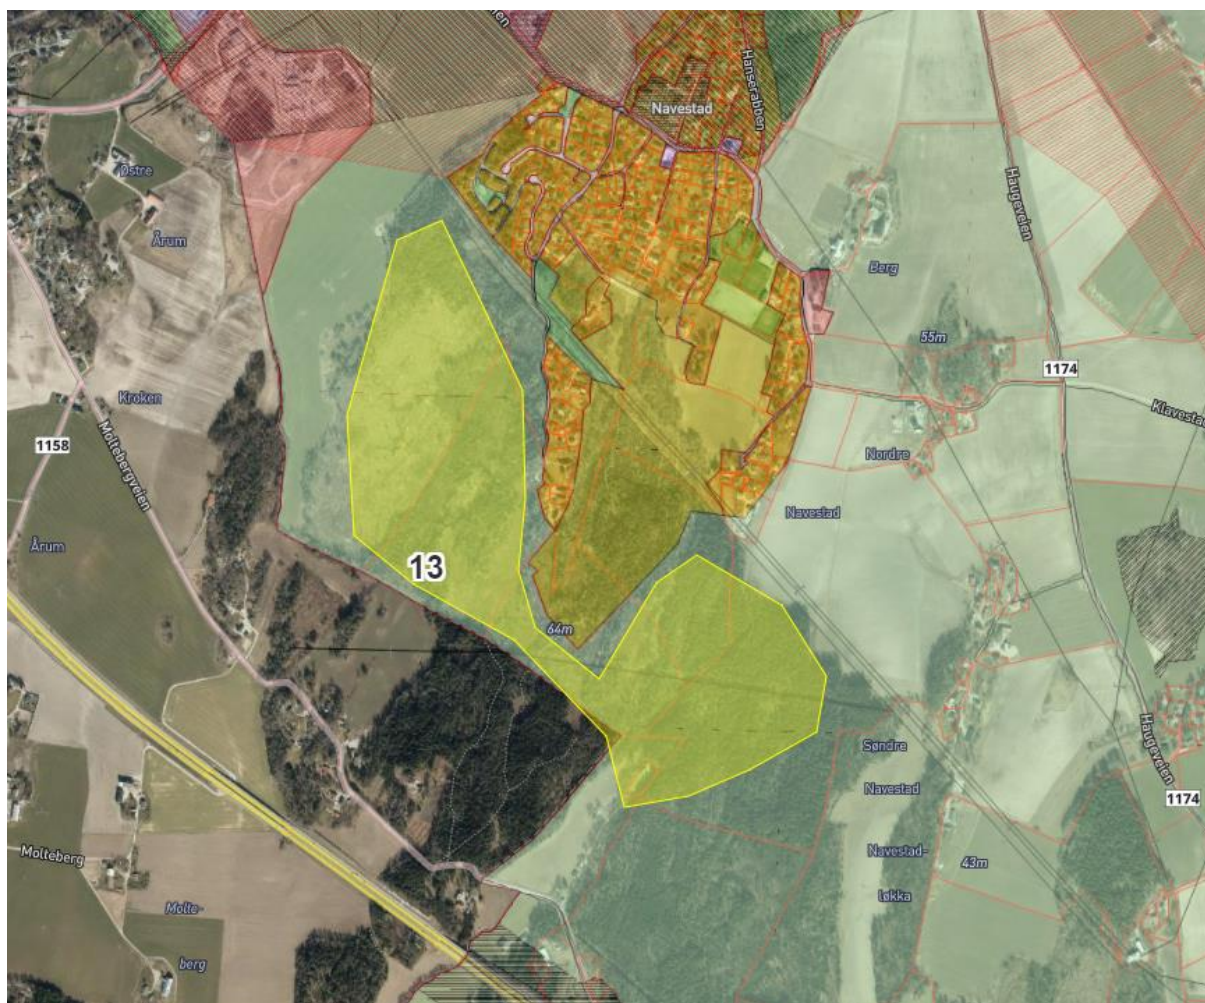 Navestad
Hanserabben
Østre
Årum
Haugeveien
Berg
55m
1174
Kroken
Klavestad
1158
Moltebergveien
Nordre
Navestad
Årum
13
64m
Søndre
Haugeveien
Navestad
1174
Molteberg
Navestad-
løkka
43m
Molte-
berg